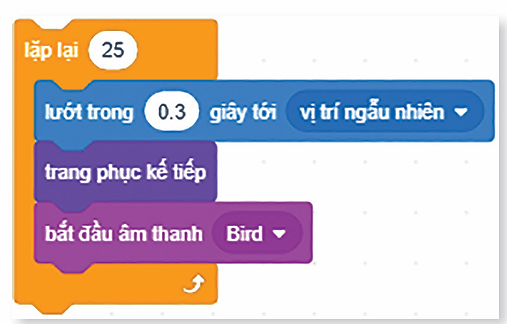 lặp lại 25
lướt trong 0.3 giây tới vị trí ngẫu nhiên
trang phục kế tiếp
bắt đầu âm thanh Bird